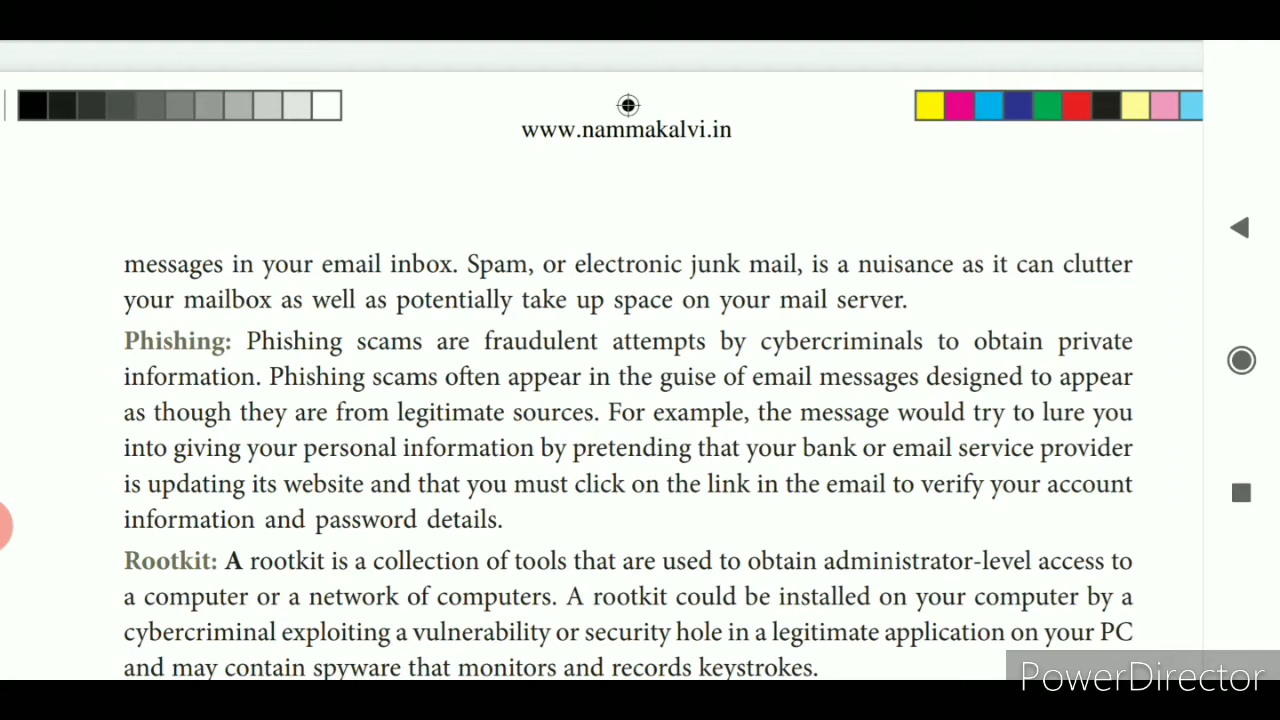 www.nammakalvi.in
messages in your email inbox. Spam, or electronic junk mail, is a nuisance as it can clutter
your mailbox as well as potentially take up space on your mail server.
Phishing: Phishing scams are fraudulent attempts by cybercriminals to obtain private
information. Phishing scams often appear in the guise of email messages designed to appear
as though they are from legitimate sources. For example, the message would try to lure you
into giving your personal information by pretending that your bank or email service provider
is updating its website and that you must click on the link in the email to verify your account
information and password details.
Rootkit: A rootkit is a collection of tools that are used to obtain administrator-level access to
a computer or a network of computers. A rootkit could be installed on your computer by a
cybercriminal exploiting a vulnerability or security hole in a legitimate application on your PC
and may contain spyware that monitors and records keystrokes.
PowerDirector